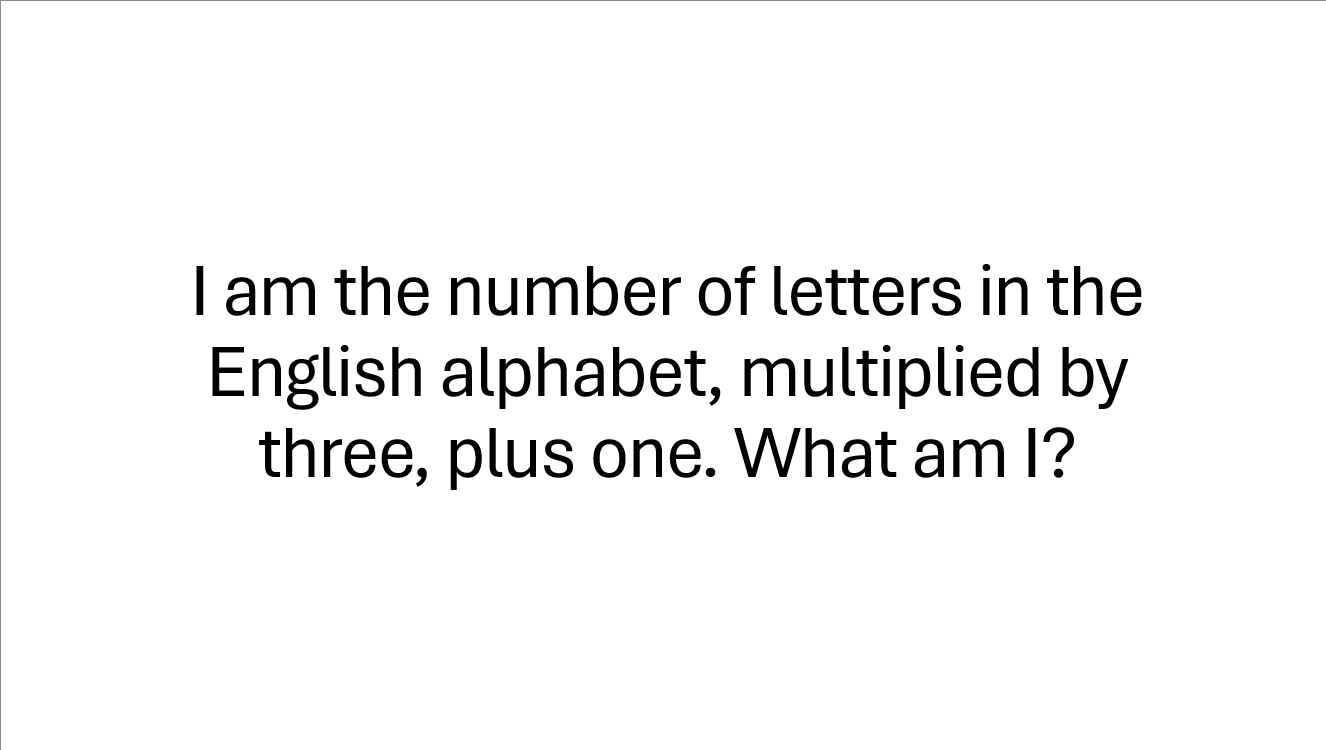 I am the number of letters in the
English alphabet, multiplied by
three, plus one. What am I?